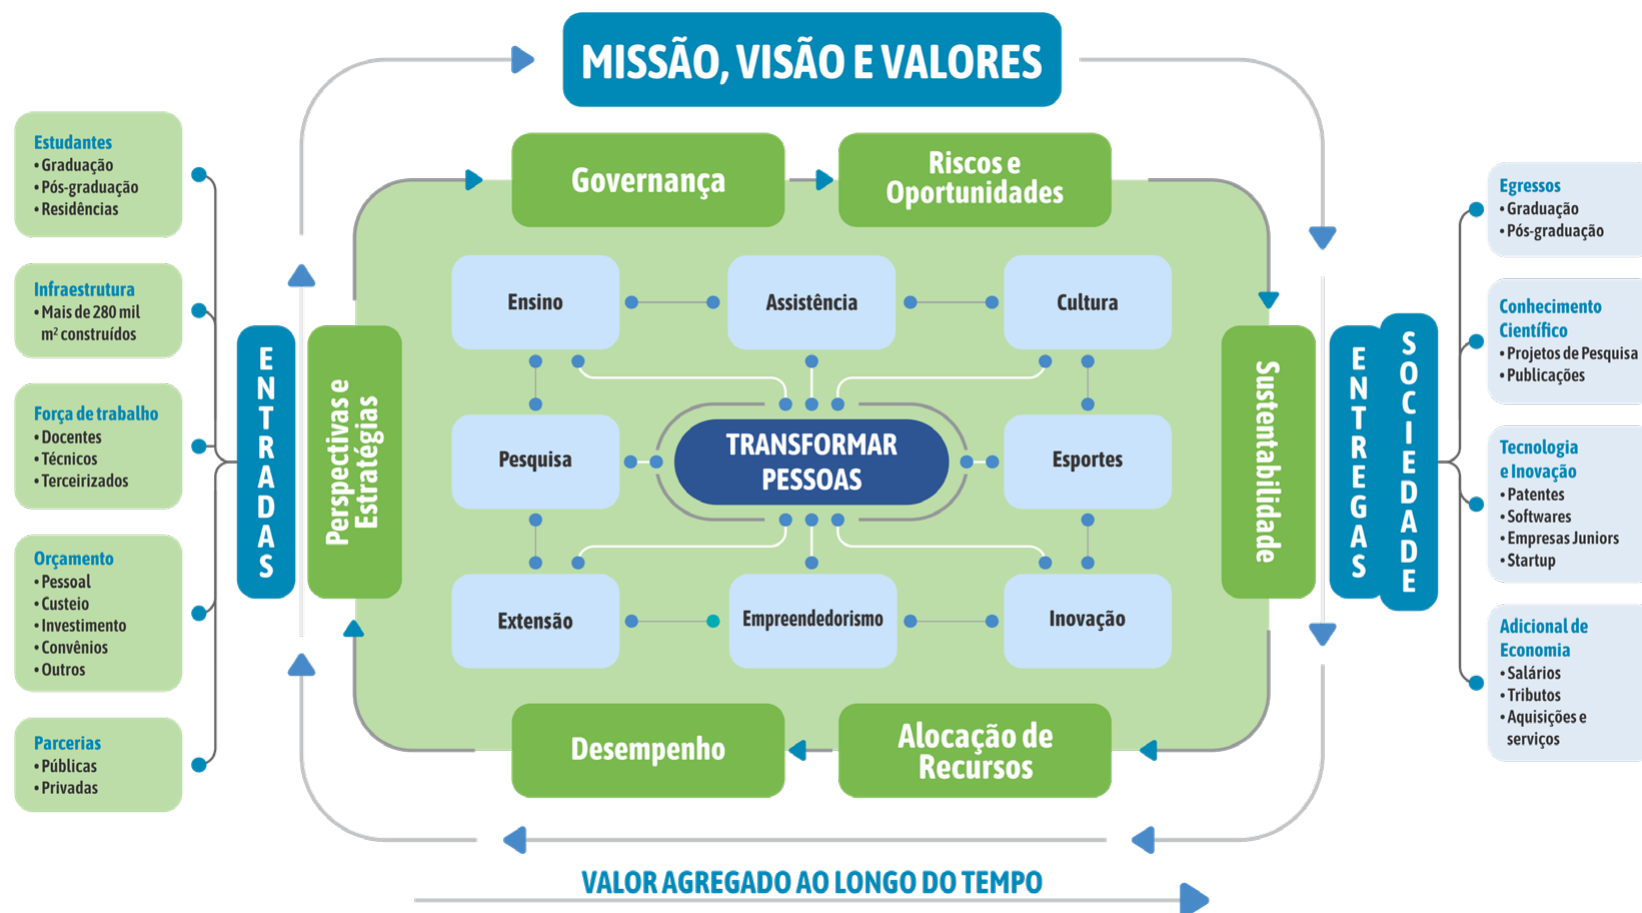 MISSÃO, VISÃO E VALORES
Estudantes
• Graduação
• Pós-graduação
• Residências
Infraestrutura
• Mais de 280 mil
m² construídos
Força de trabalho
• Docentes
• Técnicos
• Terceirizados
Orçamento
• Pessoal
• Custeio
• Investimento
• Convênios
• Outros
Parcerias
• Públicas
• Privadas
ENTRADAS
Perspectivas e
Estratégias
Governança
Riscos e
Oportunidades
Ensino
Assistência
Cultura
Pesquisa
TRANSFORMAR
PESSOAS
Esportes
Extensão
Empreendedorismo
Inovação
Desempenho
Alocação de
Recursos
Sustentabilidade
ENTREGAS
SOCIEDADE
Egressos
• Graduação
• Pós-graduação
Conhecimento
Científico
• Projetos de Pesquisa
• Publicações
Tecnologia
e Inovação
• Patentes
• Softwares
• Empresas Juniors
• Startup
Adicional de
Economia
• Salários
• Tributos
• Aquisições e
serviços
VALOR AGREGADO AO LONGO DO TEMPO